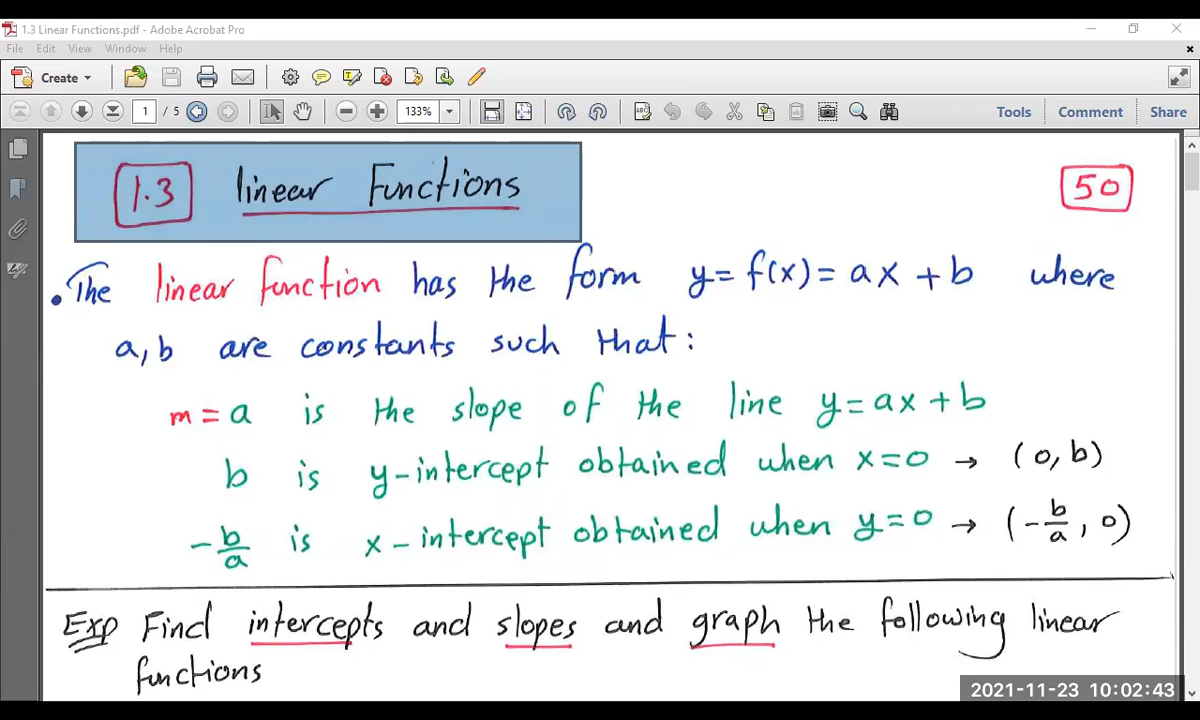 1.3 Linear Functions.pdf - Adobe Acrobat Pro
File Edit View Window Help
Create
1 / 5 133% Tools Comment Share
1.3 linear Functions 50
• The linear function has the form y = f(x) = ax + b where
a, b are constants such that :
m = a is the slope of the line y = ax + b
b is y-intercept obtained when x = 0 → (0, b)
-b/a is x-intercept obtained when y = 0 → (-b/a, 0)
Exp Find intercepts and slopes and graph the following linear
functions
2021-11-23 10:02:43